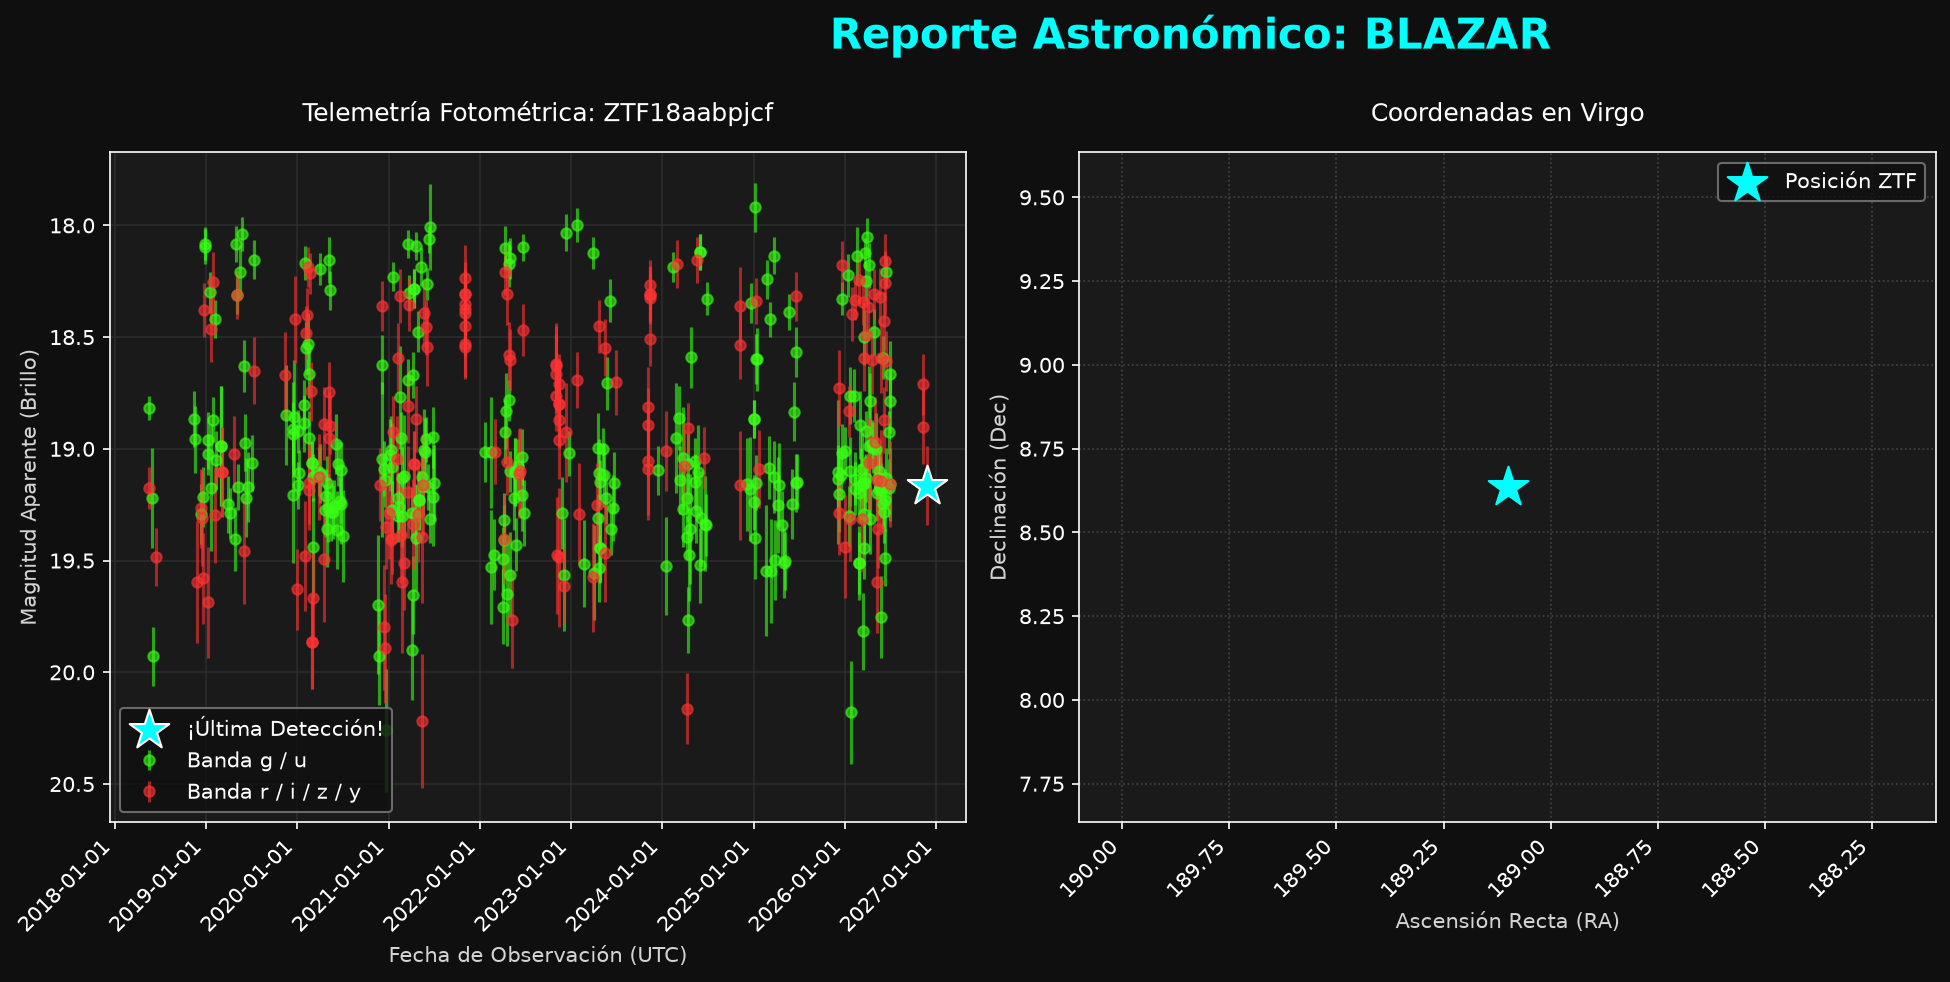 Reporte Astronómico: BLAZAR
Telemetría Fotométrica: ZTF18aabpjcf
Magnitud Aparente (Brillo)
18.0
18.5
19.0
19.5
20.0
20.5
¡Última Detección!
Banda g / u
Banda r / i / z / y
2018-01-01
2019-01-01
2020-01-01
2021-01-01
2022-01-01
2023-01-01
2024-01-01
2025-01-01
2026-01-01
2027-01-01
Fecha de Observación (UTC)
Coordenadas en Virgo
Posición ZTF
Declinación (Dec)
9.50
9.25
9.00
8.75
8.50
8.25
8.00
7.75
190.00
189.75
189.50
189.25
189.00
188.75
188.50
188.25
Ascensión Recta (RA)